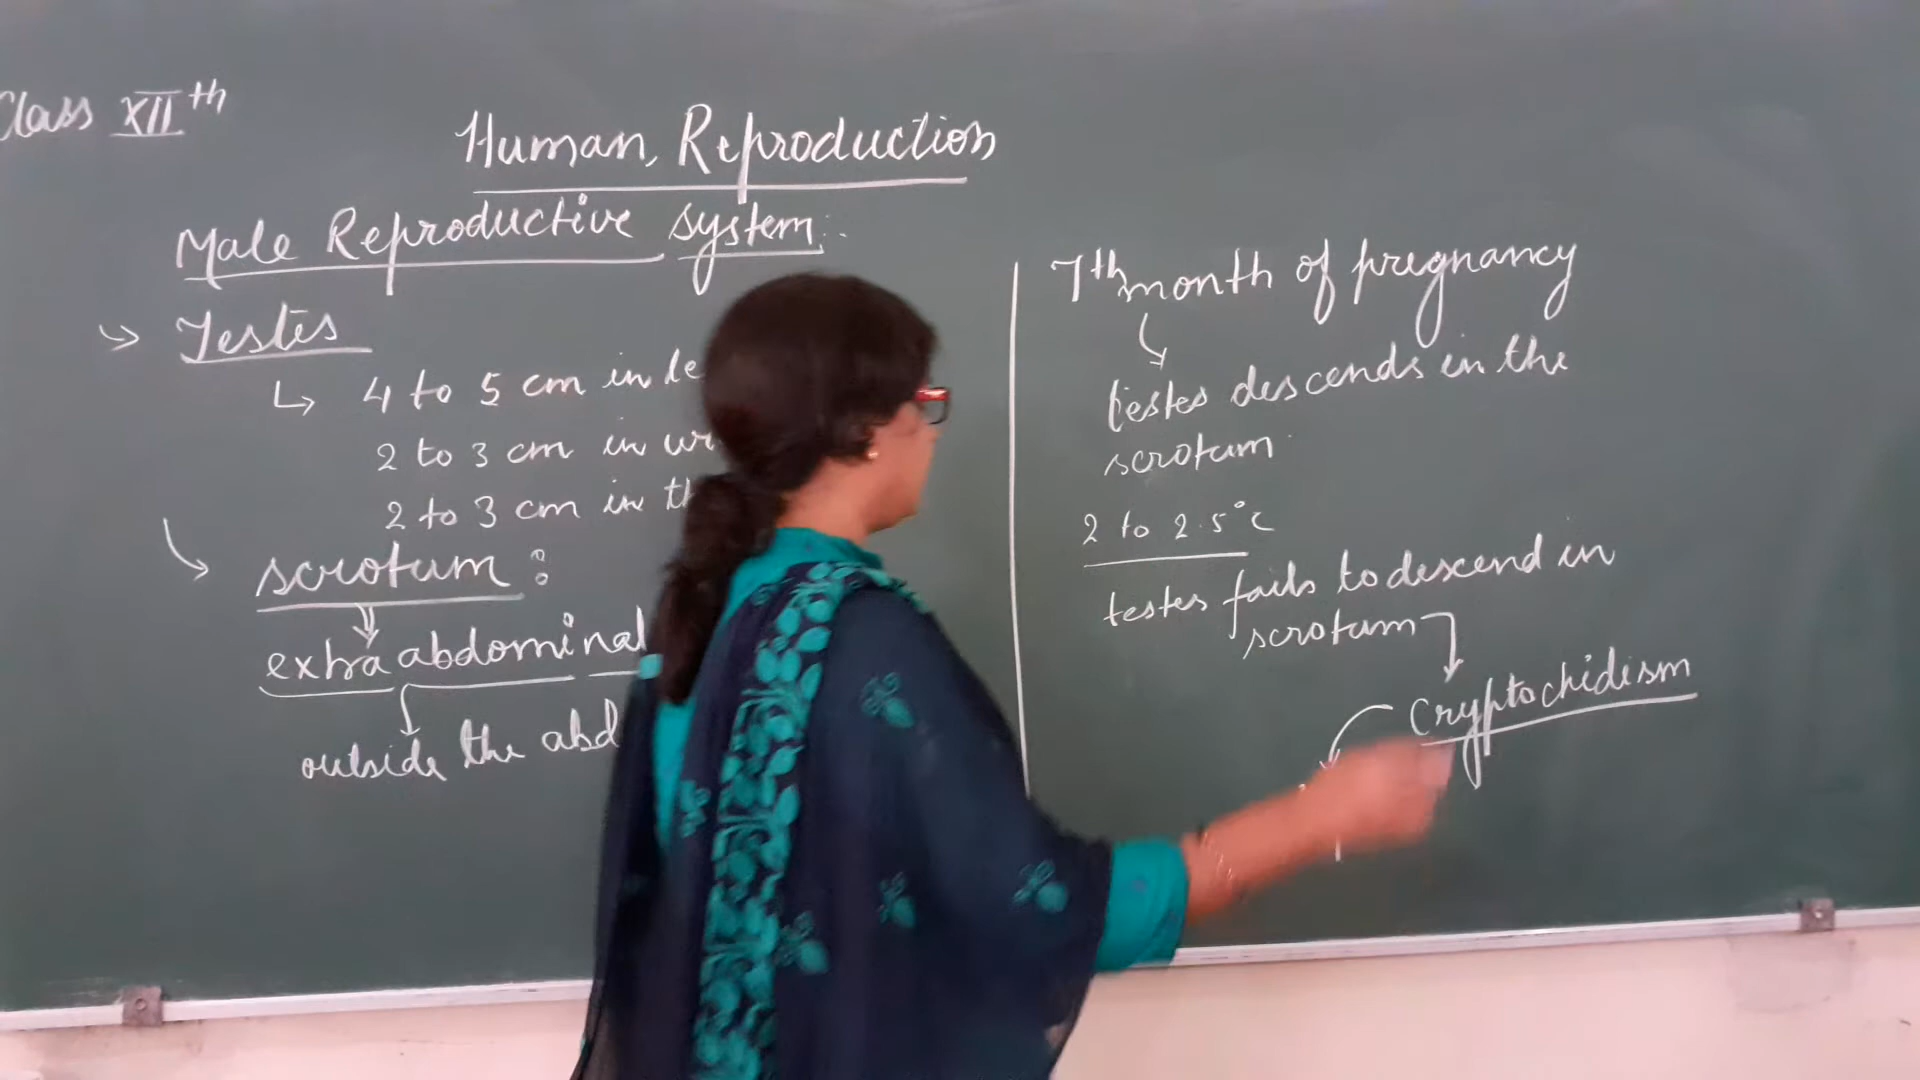 Class XIIth
Human Reproduction
Male Reproductive system:
Testes
4 to 5 cm in le
2 to 3 cm in wi
2 to 3 cm in th
scrotum:
extra abdominal
outside the abd
7th month of pregnancy
testes descends in the
scrotum
2 to 2.5°C
testes fails to descend in
scrotum
Cryptochidism